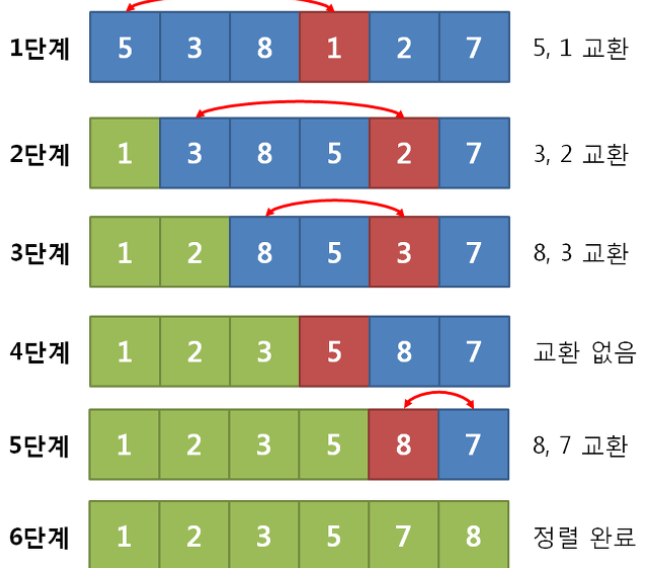 1단계 5 3 8 1 2 7 5, 1 교환
2단계 1 3 8 5 2 7 3, 2 교환
3단계 1 2 8 5 3 7 8, 3 교환
4단계 1 2 3 5 8 7 교환 없음
5단계 1 2 3 5 8 7 8, 7 교환
6단계 1 2 3 5 7 8 정렬 완료